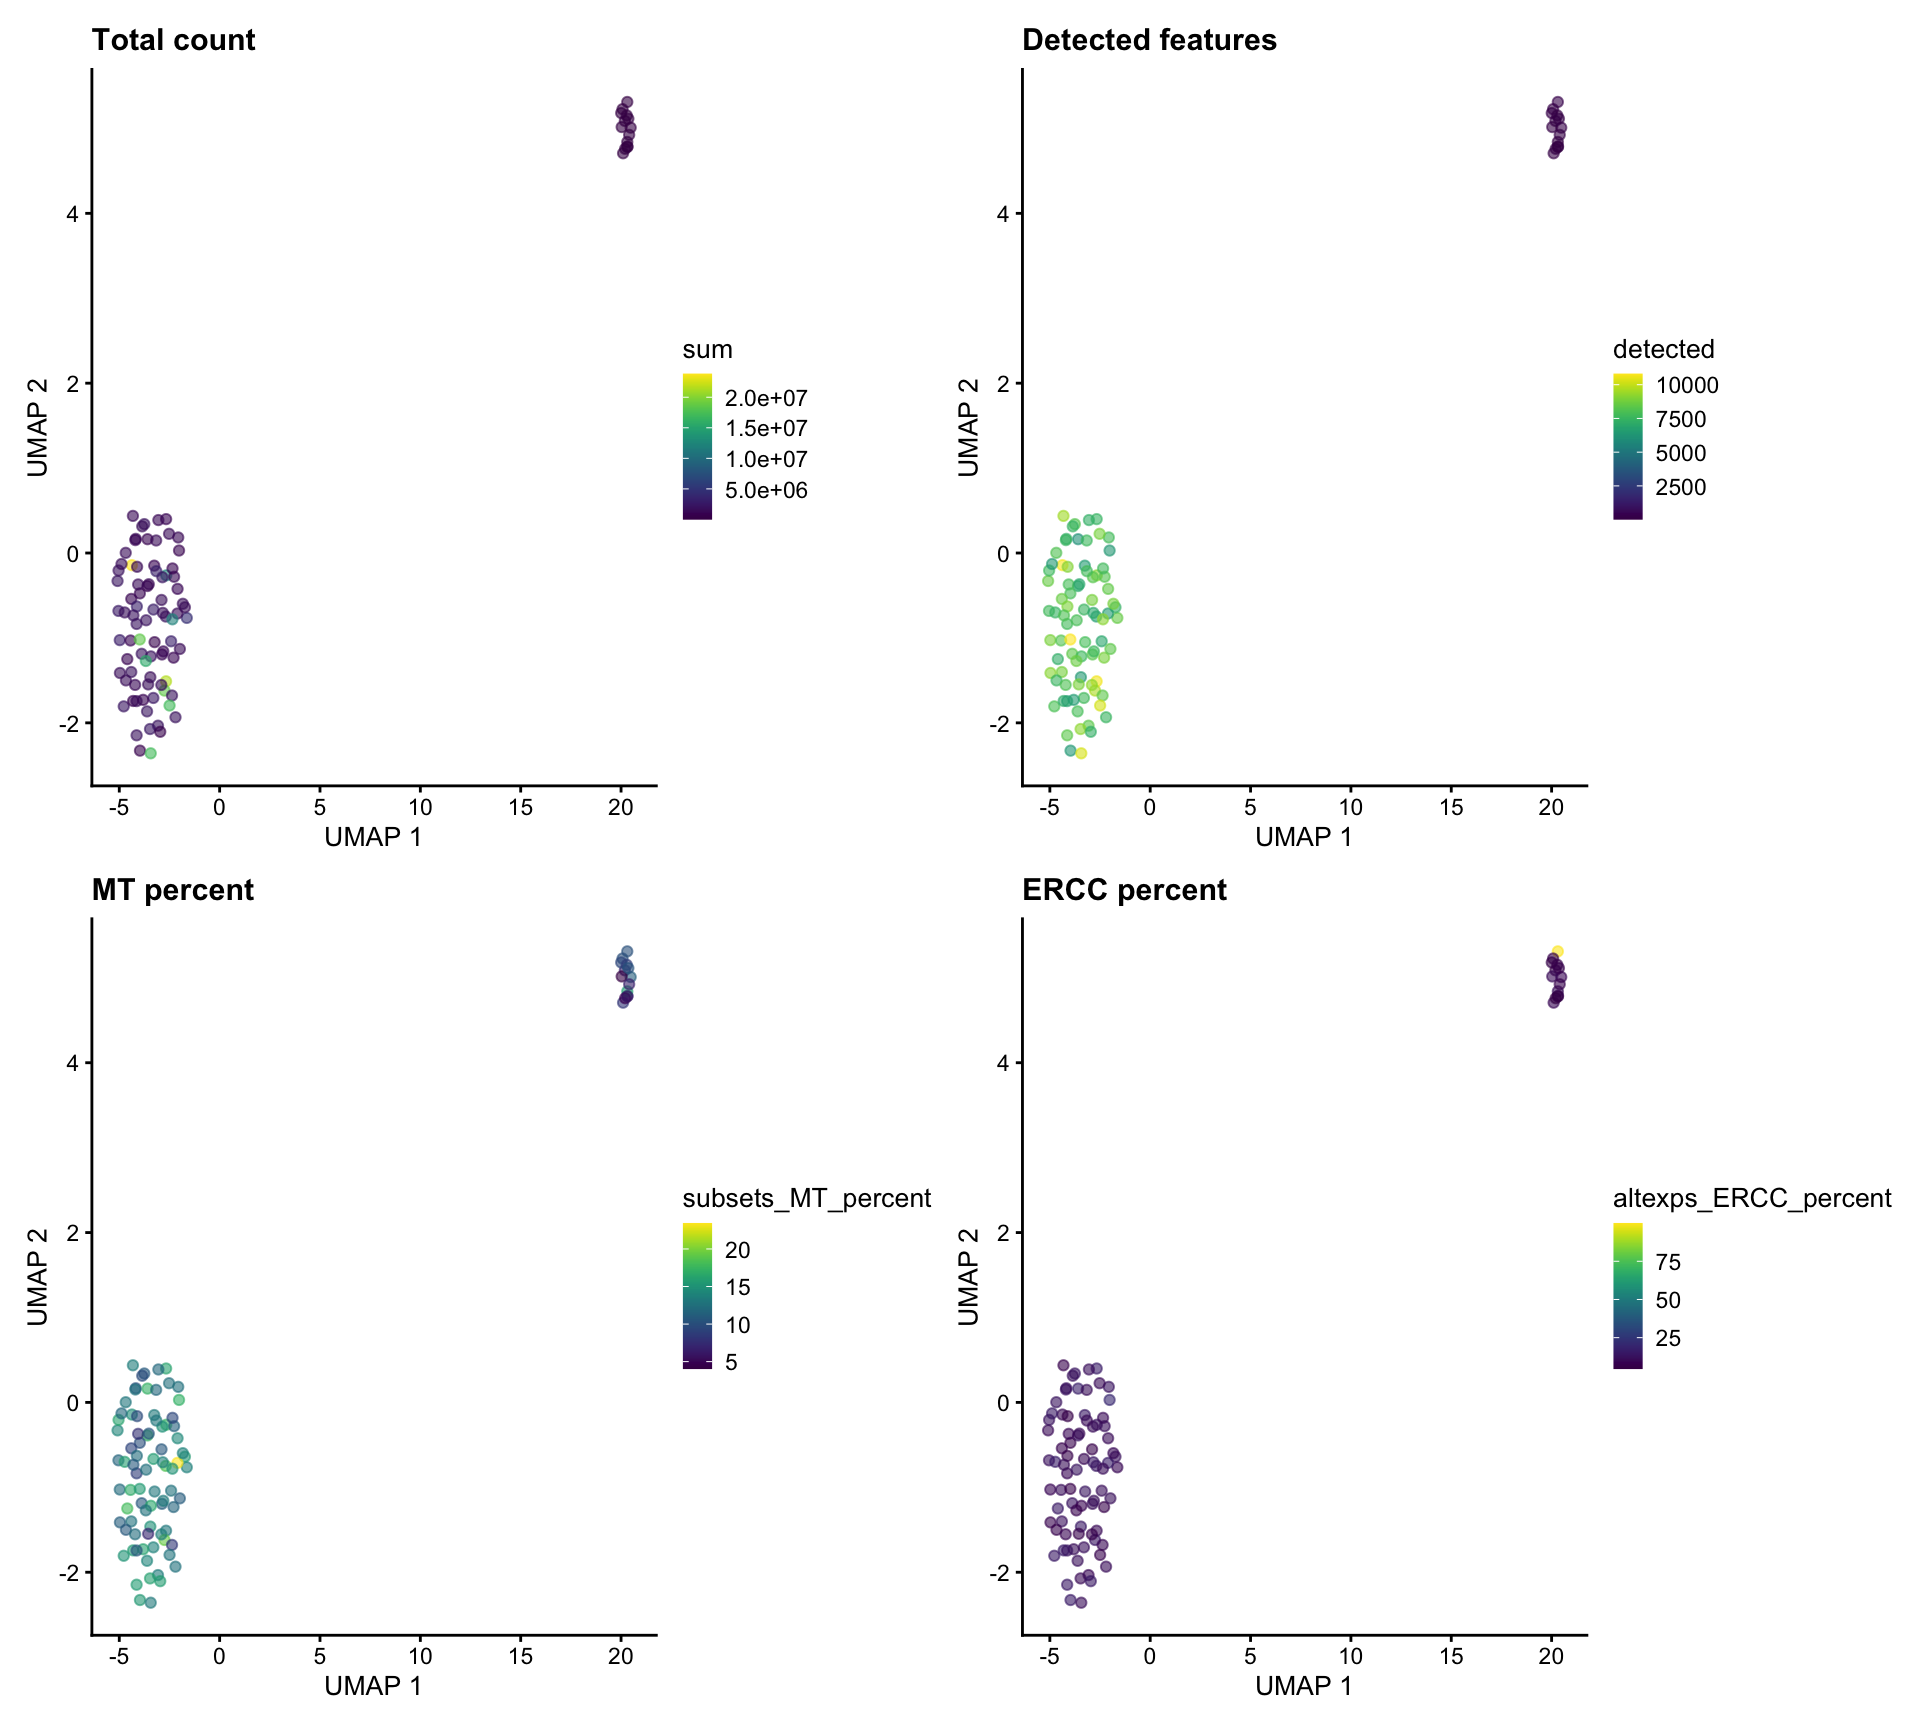 Total count
4
2
0
-2
UMAP 2
-5 0 5 10 15 20
UMAP 1
sum
2.0e+07
1.5e+07
1.0e+07
5.0e+06
Detected features
4
2
0
-2
UMAP 2
-5 0 5 10 15 20
UMAP 1
detected
10000
7500
5000
2500
MT percent
4
2
0
-2
UMAP 2
-5 0 5 10 15 20
UMAP 1
subsets_MT_percent
20
15
10
5
ERCC percent
4
2
0
-2
UMAP 2
-5 0 5 10 15 20
UMAP 1
altexps_ERCC_percent
75
50
25